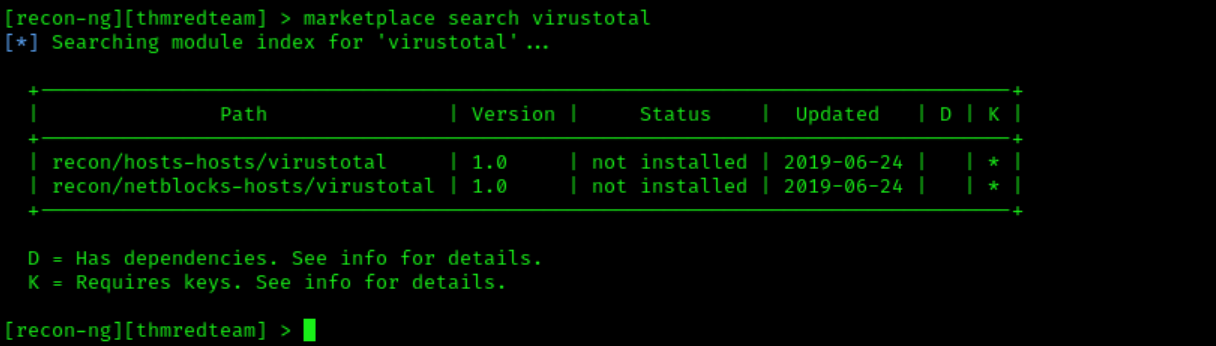 [recon-ng][thmredteam] > marketplace search virustotal
[*] Searching module index for 'virustotal'...
+---------------------------------------------------------------------------------+
| Path | Version | Status | Updated | D | K |
+---------------------------------------------------------------------------------+
| recon/hosts-hosts/virustotal | 1.0 | not installed | 2019-06-24 | | * |
| recon/netblocks-hosts/virustotal | 1.0 | not installed | 2019-06-24 | | * |
+---------------------------------------------------------------------------------+
D = Has dependencies. See info for details.
K = Requires keys. See info for details.
[recon-ng][thmredteam] >